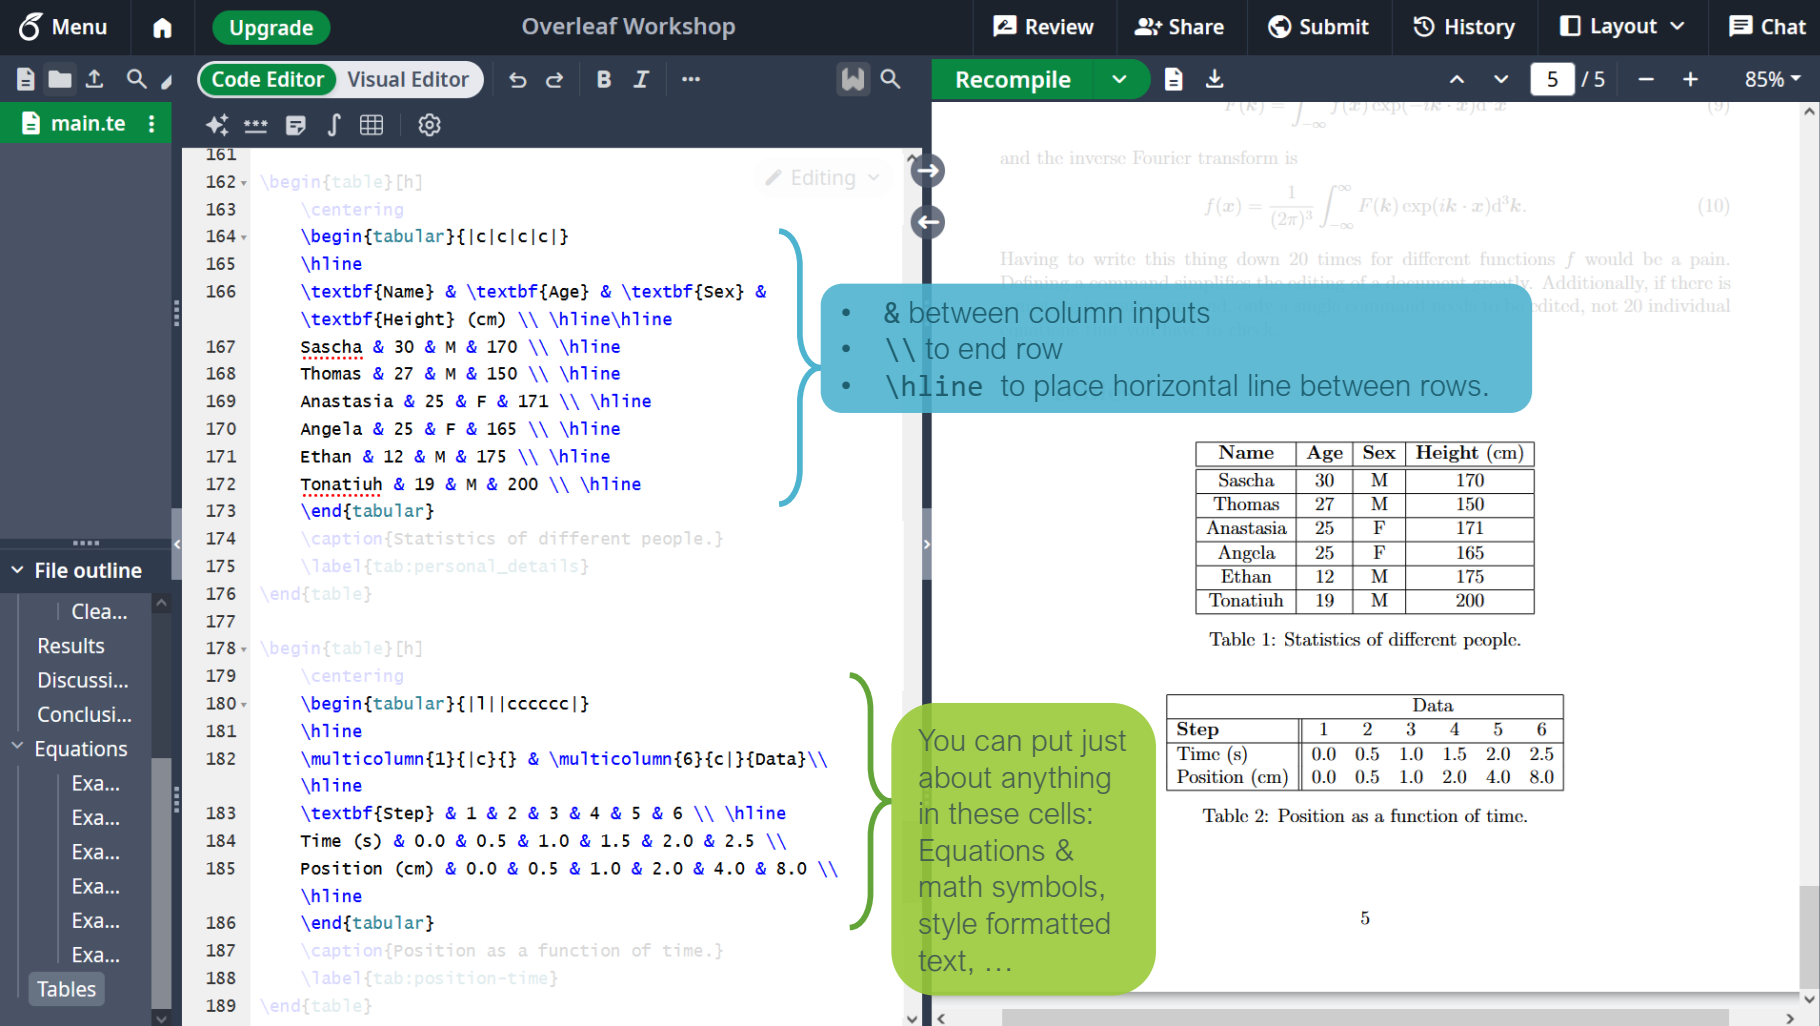 Menu
Upgrade
Overleaf Workshop
Review
Share
Submit
History
Layout
Chat
Code Editor
Visual Editor
B I
Recompile
5 / 5
85%
main.te
Editing
161
162 \begin{table}[h]
163 \centering
164 \begin{tabular}{|c|c|c|c|}
165 \hline
166 \textbf{Name} & \textbf{Age} & \textbf{Sex} &
\textbf{Height} (cm) \\ \hline\hline
167 Sascha & 30 & M & 170 \\ \hline
168 Thomas & 27 & M & 150 \\ \hline
169 Anastasia & 25 & F & 171 \\ \hline
170 Angela & 25 & F & 165 \\ \hline
171 Ethan & 12 & M & 175 \\ \hline
172 Tonatiuh & 19 & M & 200 \\ \hline
173 \end{tabular}
174 \caption{Statistics of different people.}
175 \label{tab:personal_details}
176 \end{table}
177
178 \begin{table}[h]
179 \centering
180 \begin{tabular}{|l||cccccc|}
181 \hline
182 \multicolumn{1}{|c}{} & \multicolumn{6}{c|}{Data}\\
\hline
183 \textbf{Step} & 1 & 2 & 3 & 4 & 5 & 6 \\ \hline
184 Time (s) & 0.0 & 0.5 & 1.0 & 1.5 & 2.0 & 2.5 \\
185 Position (cm) & 0.0 & 0.5 & 1.0 & 2.0 & 4.0 & 8.0 \\
\hline
186 \end{tabular}
187 \caption{Position as a function of time.}
188 \label{tab:position-time}
189 \end{table}
File outline
Clea...
Results
Discussi...
Conclusi...
Equations
Exa...
Exa...
Exa...
Exa...
Exa...
Exa...
Tables
• & between column inputs
• \\ to end row
• \hline to place horizontal line between rows.
You can put just
about anything
in these cells:
Equations &
math symbols,
style formatted
text, …
F(k) = ∫−∞ f(x) exp(−ik · x)d x (9)
and the inverse Fourier transform is
f(x) = 1/(2π)³ ∫−∞^∞ F(k) exp(ik · x)d³k. (10)
Having to write this thing down 20 times for different functions f would be a pain.
Defining a command simplifies the editing of a document greatly. Additionally, if there is
edited, not 20 individual
Name Age Sex Height (cm)
Sascha 30 M 170
Thomas 27 M 150
Anastasia 25 F 171
Angela 25 F 165
Ethan 12 M 175
Tonatiuh 19 M 200
Table 1: Statistics of different people.
Data
Step 1 2 3 4 5 6
Time (s) 0.0 0.5 1.0 1.5 2.0 2.5
Position (cm) 0.0 0.5 1.0 2.0 4.0 8.0
Table 2: Position as a function of time.
5